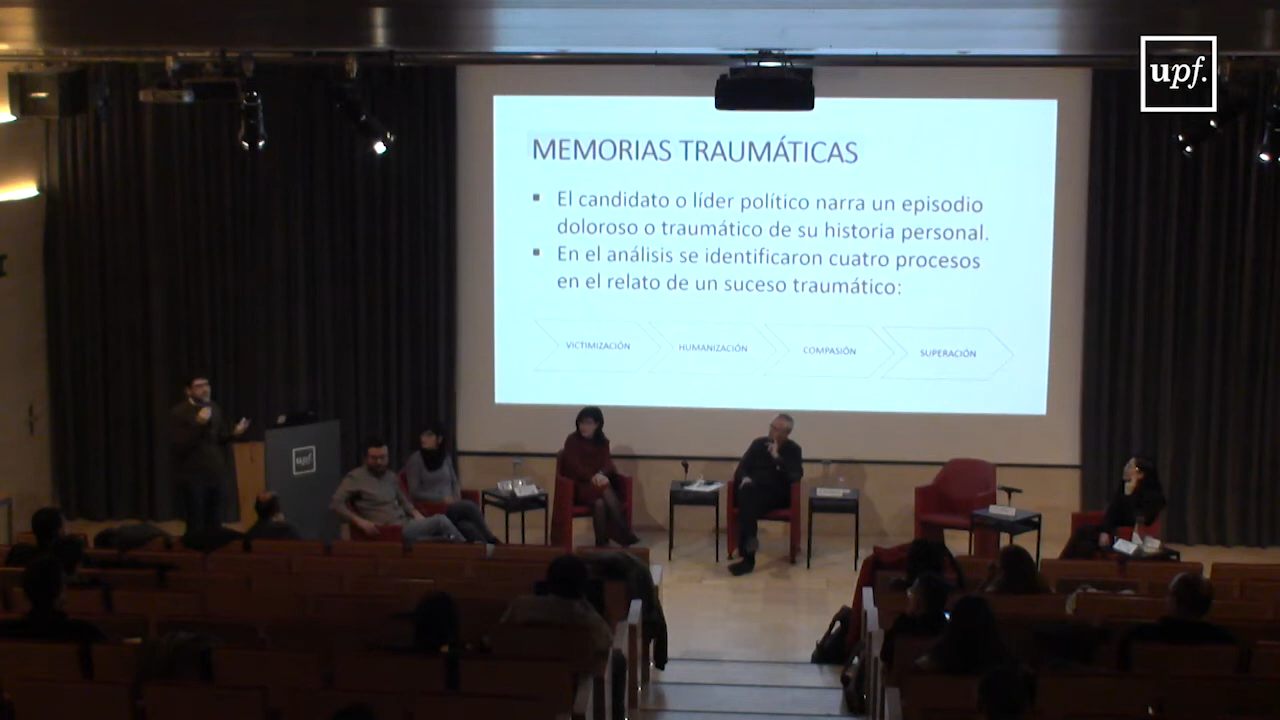 upf.
MEMORIAS TRAUMÁTICAS
▪ El candidato o líder político narra un episodio
doloroso o traumático de su historia personal.
▪ En el análisis se identificaron cuatro procesos
en el relato de un suceso traumático:
VICTIMIZACIÓN
HUMANIZACIÓN
COMPASIÓN
SUPERACIÓN
upf.